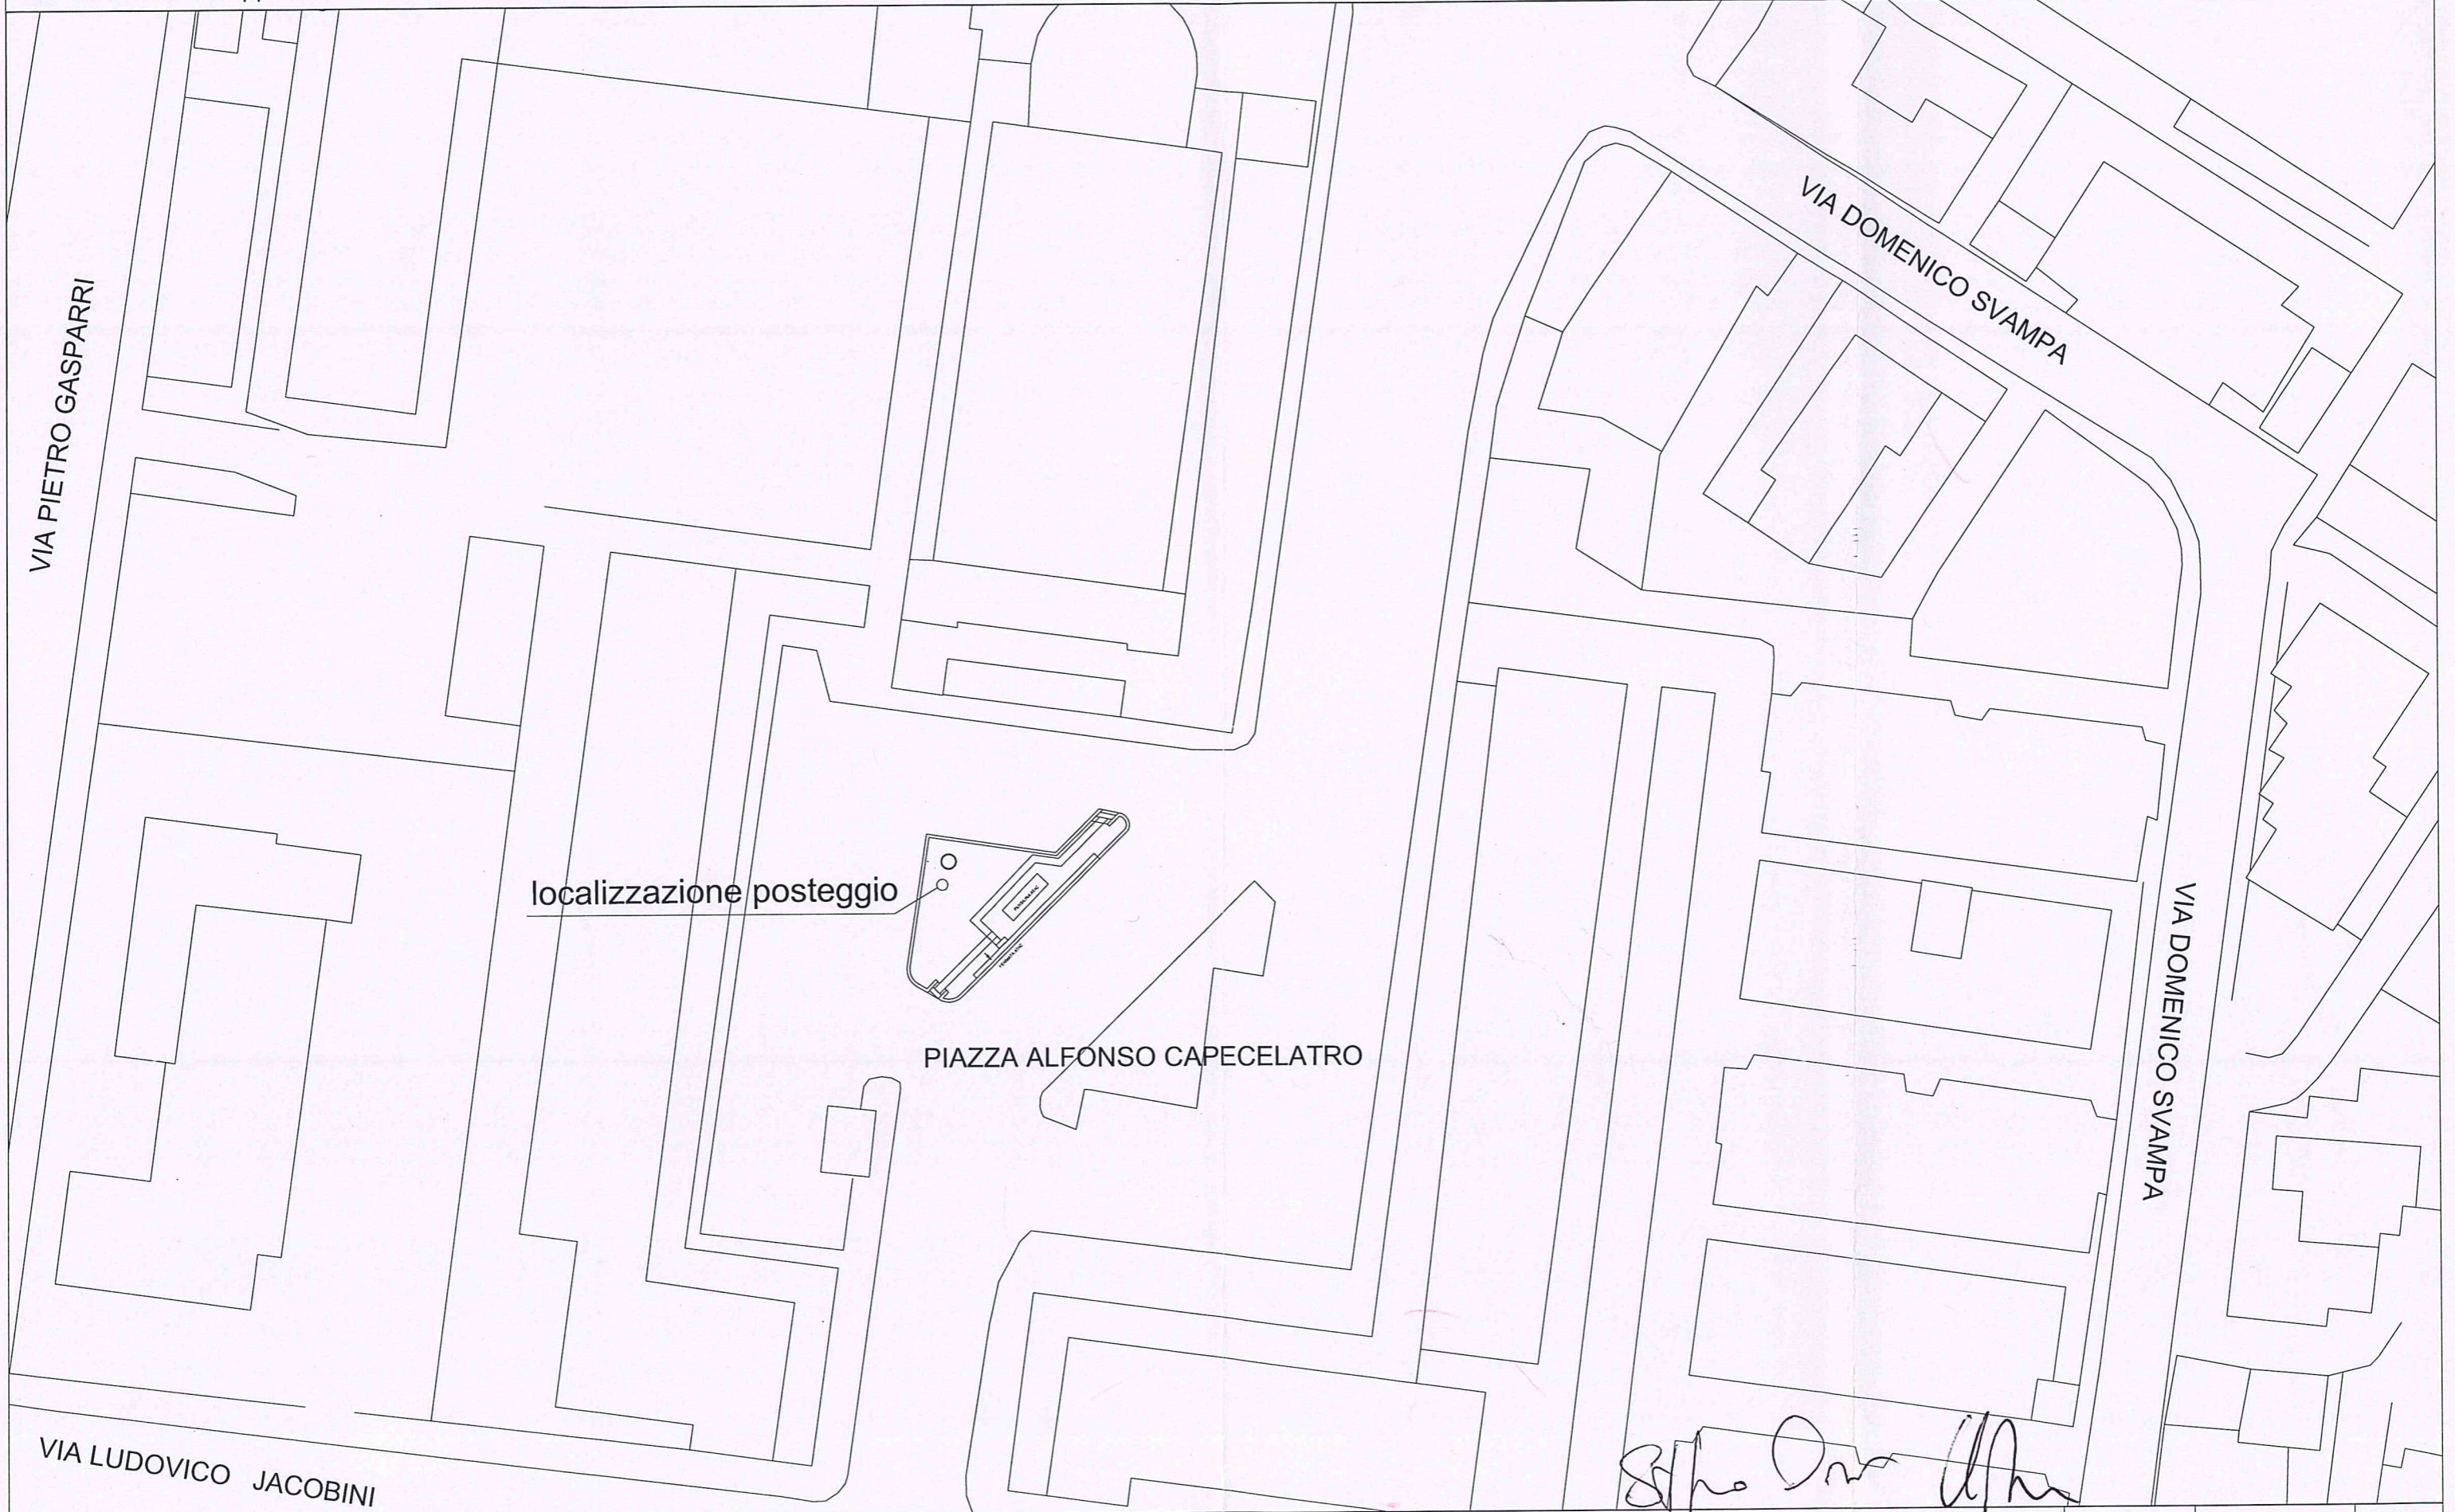 VIA DOMENICO SVAMPA
VIA PIETRO GASPARRI
localizzazione posteggio
PIAZZA ALFONSO CAPECELATRO
VIA DOMENICO SVAMPA
VIA LUDOVICO JACOBINI